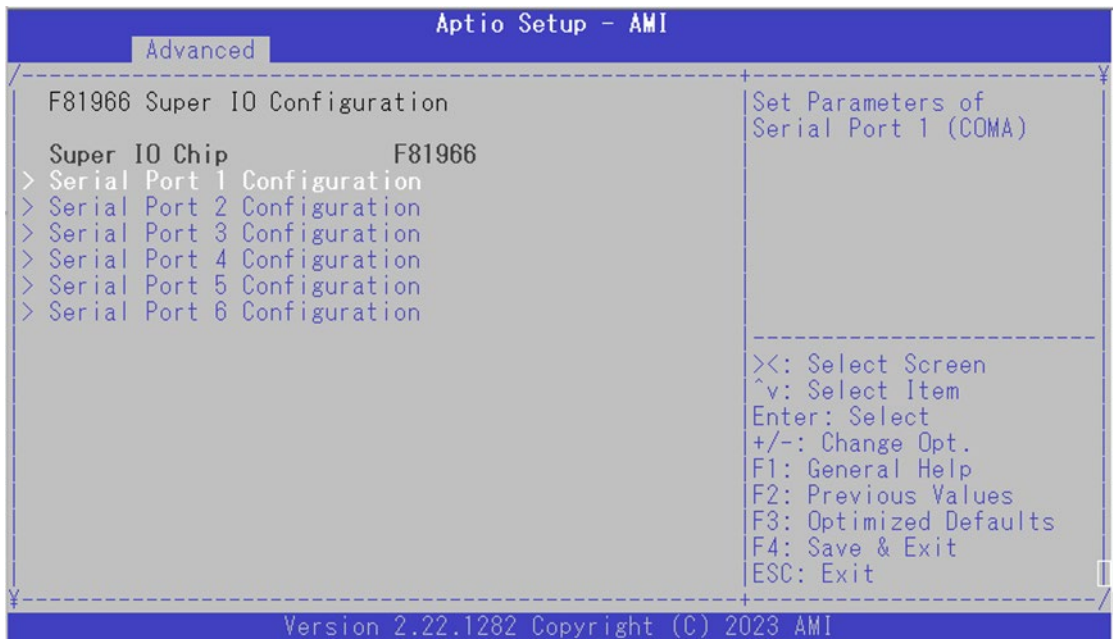 Aptio Setup - AMI
Advanced
F81966 Super IO Configuration
Super IO Chip F81966
> Serial Port 1 Configuration
> Serial Port 2 Configuration
> Serial Port 3 Configuration
> Serial Port 4 Configuration
> Serial Port 5 Configuration
> Serial Port 6 Configuration
Set Parameters of
Serial Port 1 (COMA)
><: Select Screen
^v: Select Item
Enter: Select
+/-: Change Opt.
F1: General Help
F2: Previous Values
F3: Optimized Defaults
F4: Save & Exit
ESC: Exit
Version 2.22.1282 Copyright (C) 2023 AMI